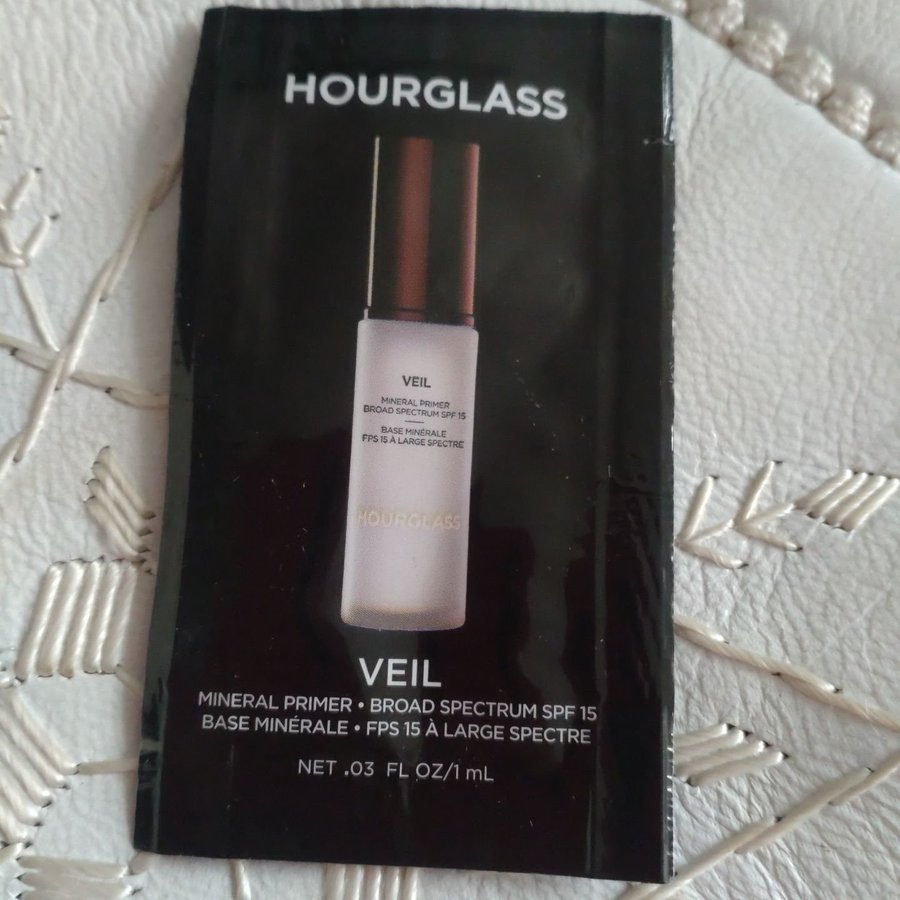 HOURGLASS
VEIL
MINERAL PRIMER
BROAD SPECTRUM SPF 15
BASE MINÉRALE
FPS 15 À LARGE SPECTRE
HOURGLASS
VEIL
MINERAL PRIMER • BROAD SPECTRUM SPF 15
BASE MINÉRALE • FPS 15 À LARGE SPECTRE
NET .03 FL OZ/1 mL